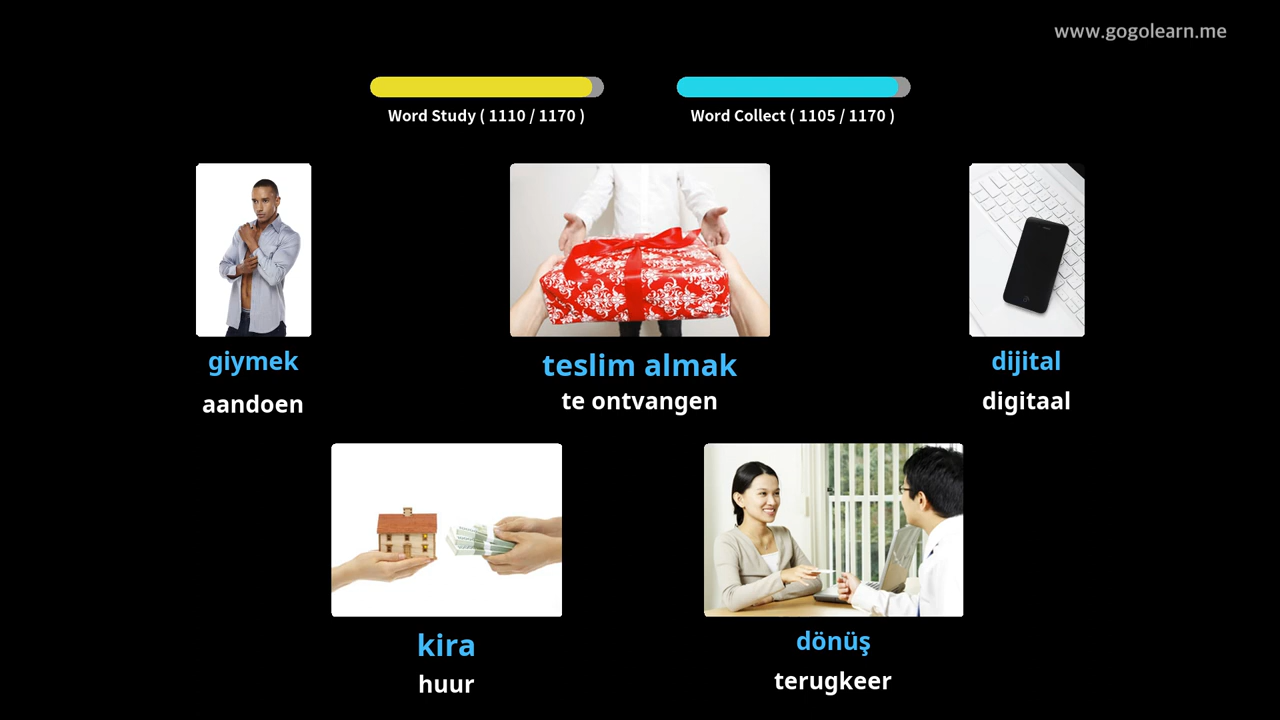 www.gogolearn.me
Word Study ( 1110 / 1170 )
Word Collect ( 1105 / 1170 )
giymek
aandoen
teslim almak
te ontvangen
dijital
digitaal
kira
huur
dönüş
terugkeer